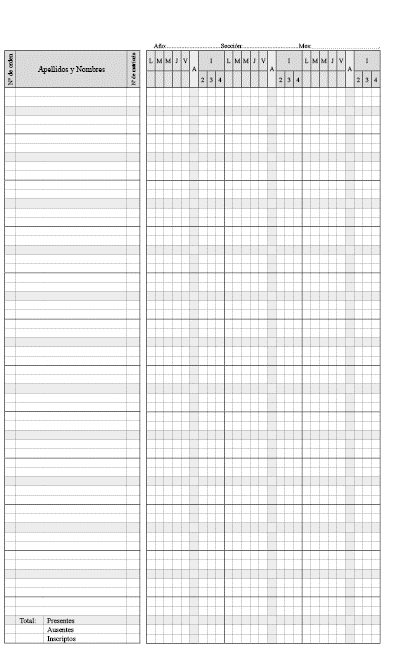 Año: Sección: Mes:
Nº de orden Apellidos y Nombres Nº de matrícula
L M M J V A I L M M J V A I L M M J V A I
2 3 4 2 3 4 2 3 4
Total: Presentes
Ausentes
Inscriptos